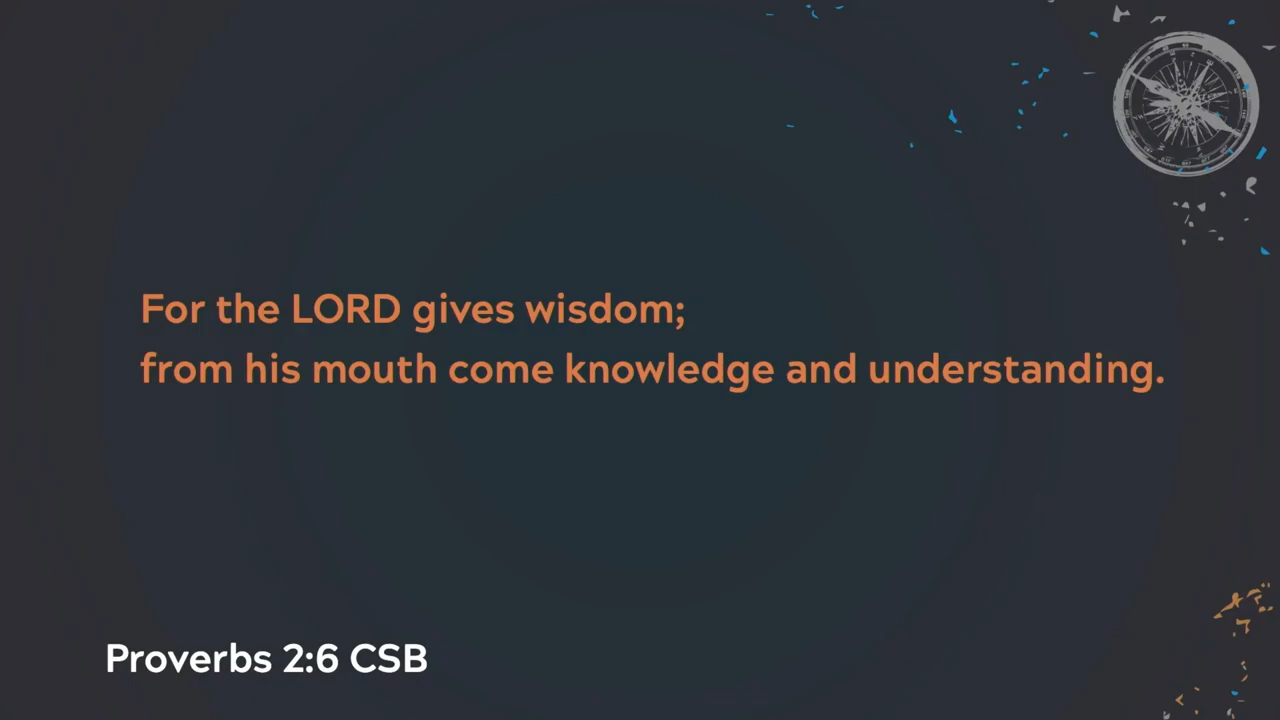 For the LORD gives wisdom;
from his mouth come knowledge and understanding.
Proverbs 2:6 CSB